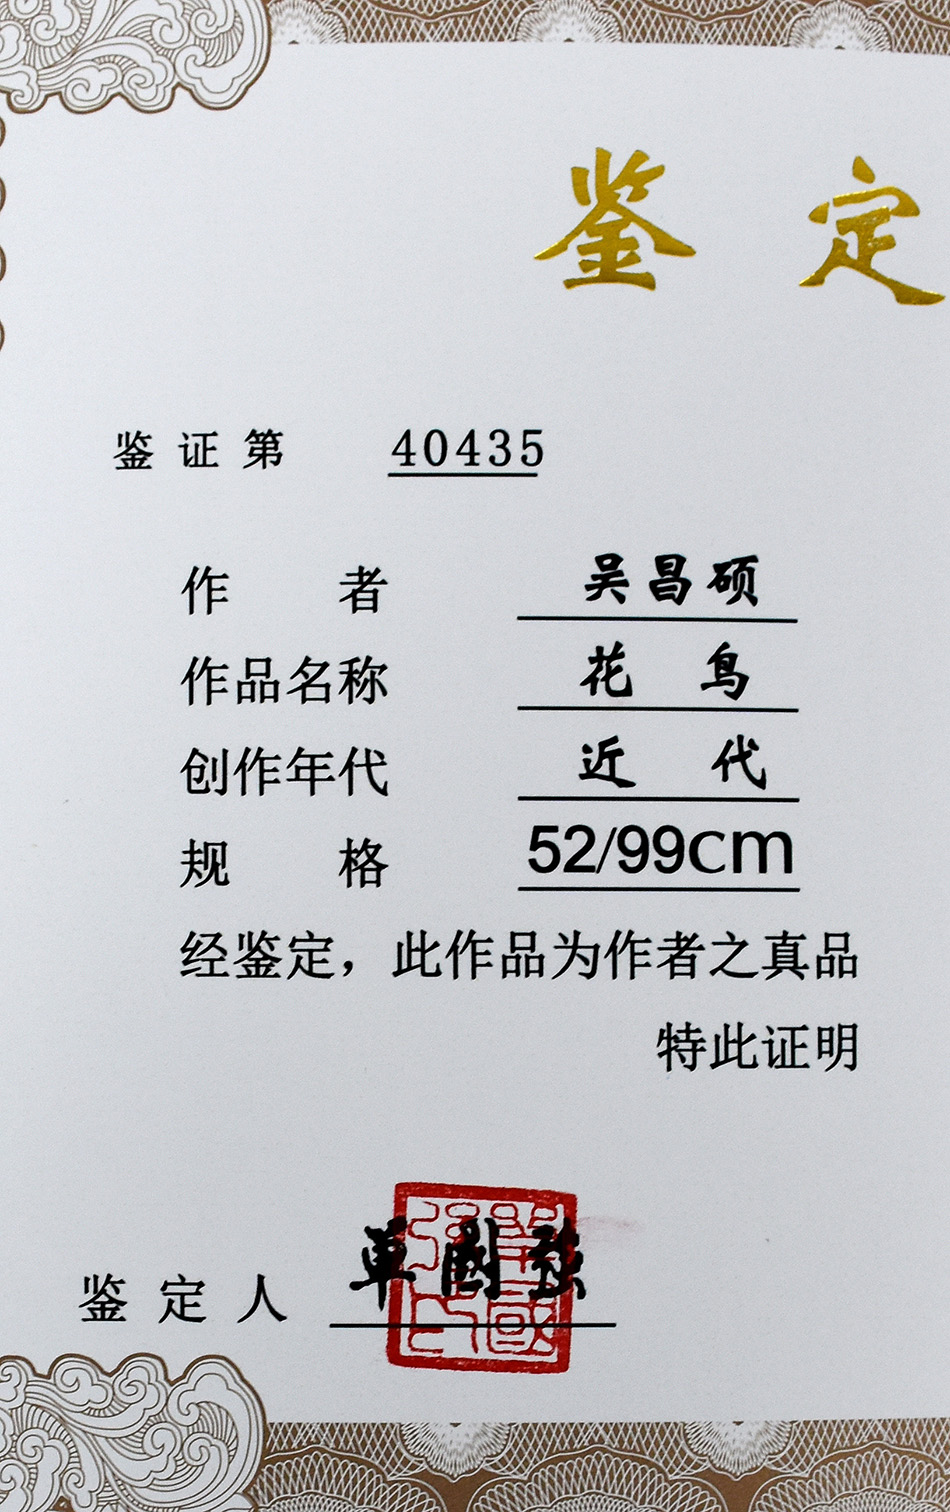 鉴 定
鉴 证 第 40435
作 者 吴昌硕
作品名称 花 鸟
创作年代 近 代
规 格 52/99cm
经鉴定，此作品为作者之真品
特此证明
鉴 定 人 单國强